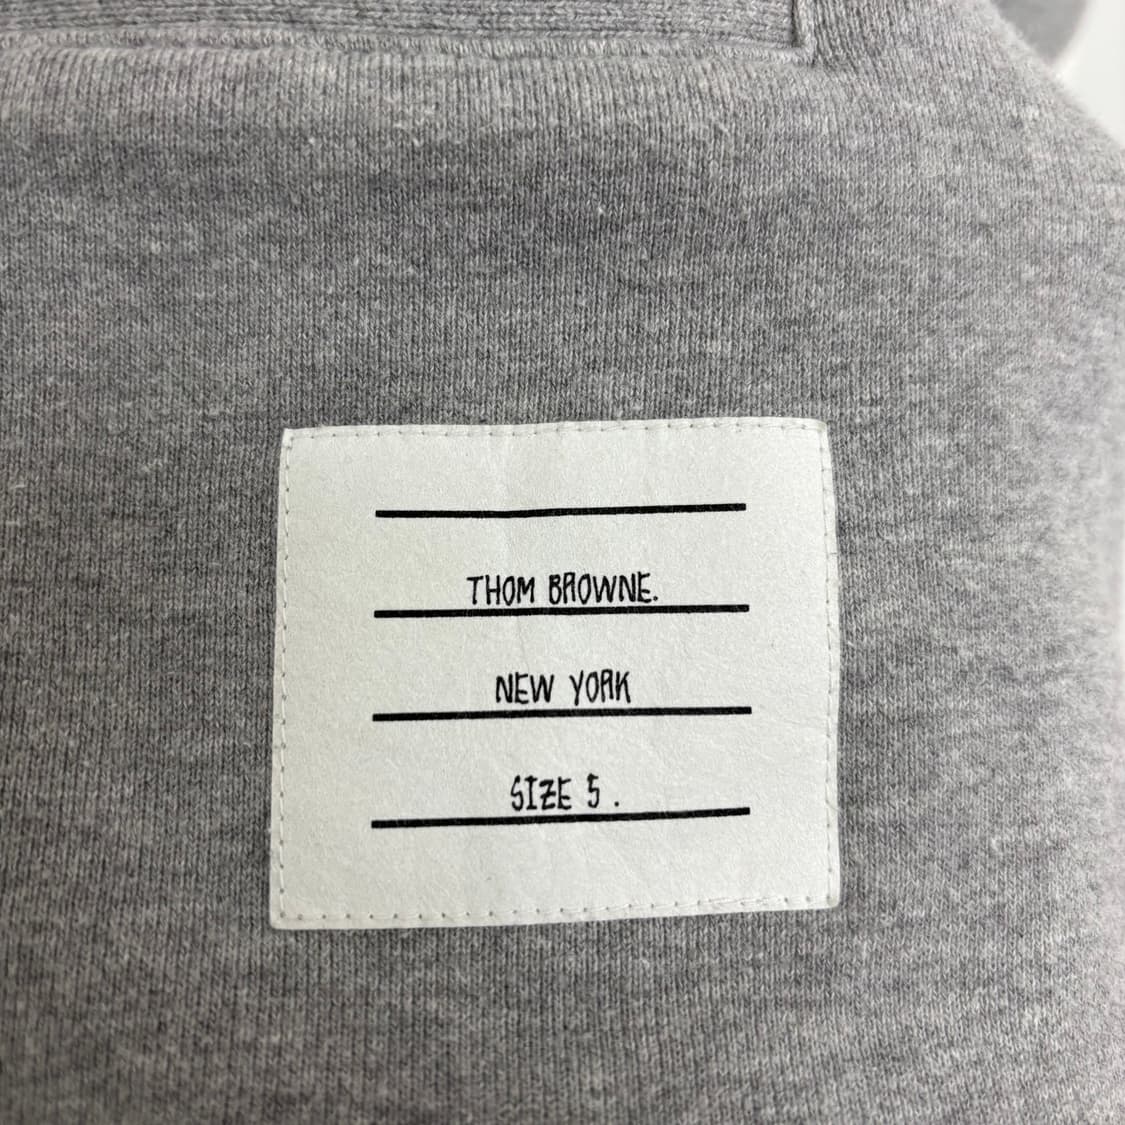 THOM BROWNE.
NEW YORK
SIZE 5 .